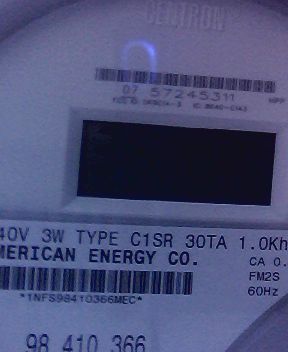 CENTRON
07 57245311
40V 3W TYPE C1SR 30TA 1.0Kh
MERICAN ENERGY CO.
CA 0.
FM2S
60Hz
*1NFS98410366MEC*
98 410 366